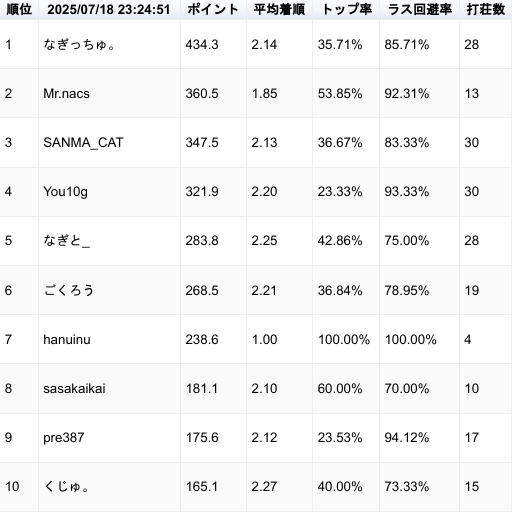 順位 2025/07/18 23:24:51 ポイント 平均着順 トップ率 ラス回避率 打荘数
1 なぎっちゅ。 434.3 2.14 35.71% 85.71% 28
2 Mr.nacs 360.5 1.85 53.85% 92.31% 13
3 SANMA_CAT 347.5 2.13 36.67% 83.33% 30
4 You10g 321.9 2.20 23.33% 93.33% 30
5 なぎと_ 283.8 2.25 42.86% 75.00% 28
6 ごくろう 268.5 2.21 36.84% 78.95% 19
7 hanuinu 238.6 1.00 100.00% 100.00% 4
8 sasakaikai 181.1 2.10 60.00% 70.00% 10
9 pre387 175.6 2.12 23.53% 94.12% 17
10 くじゅ。 165.1 2.27 40.00% 73.33% 15